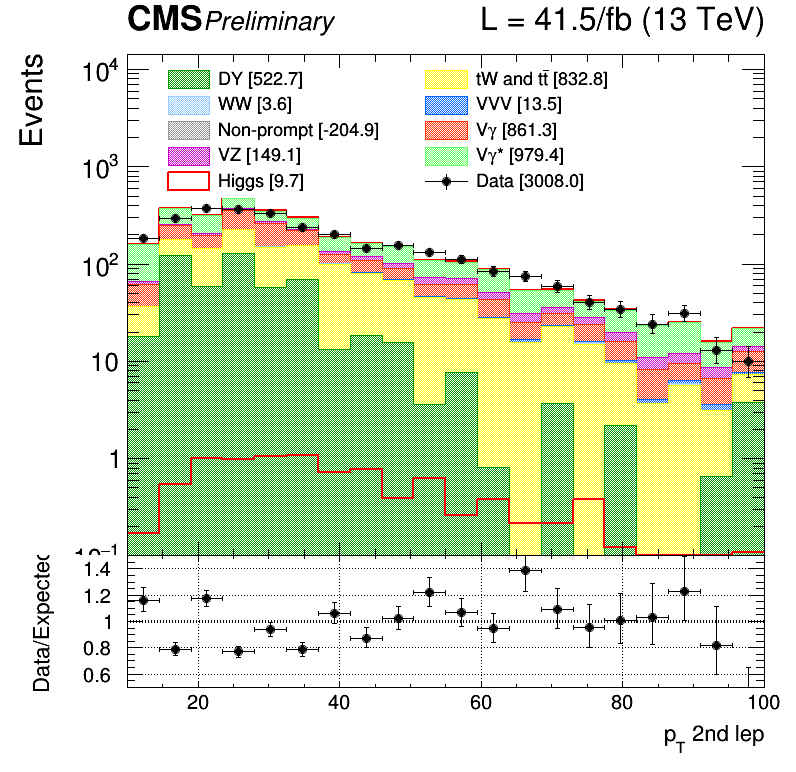 CMS Preliminary L = 41.5/fb (13 TeV)
Events
10⁴
10³
10²
10
1
10⁻¹
DY [522.7]
WW [3.6]
Non-prompt [-204.9]
VZ [149.1]
Higgs [9.7]
tW and tt̄ [832.8]
VVV [13.5]
Vγ [861.3]
Vγ* [979.4]
Data [3008.0]
Data/Expected
1.4
1.2
1
0.8
0.6
20 40 60 80 100
p_T 2nd lep